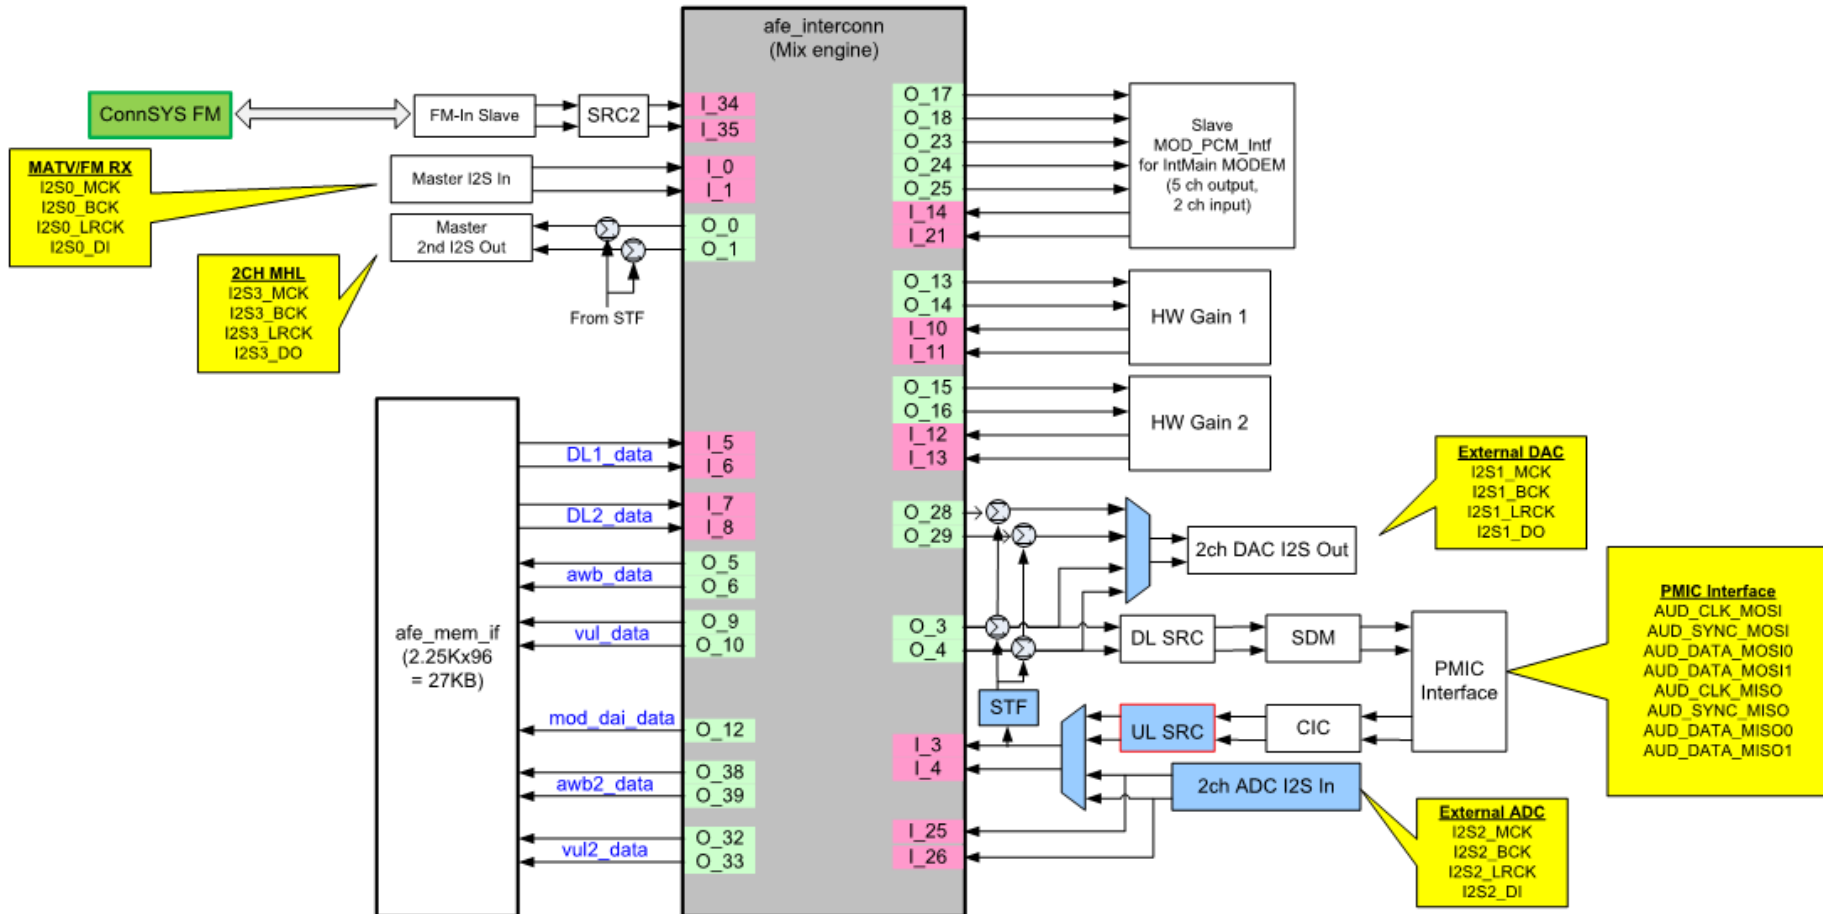 afe_interconn
(Mix engine)
ConnSYS FM
FM-In Slave
SRC2
I_34
I_35
MATV/FM RX
I2S0_MCK
I2S0_BCK
I2S0_LRCK
I2S0_DI
Master I2S In
I_0
I_1
Master
2nd I2S Out
O_0
O_1
2CH MHL
I2S3_MCK
I2S3_BCK
I2S3_LRCK
I2S3_DO
From STF
afe_mem_if
(2.25Kx96
= 27KB)
DL1_data
I_5
I_6
DL2_data
I_7
I_8
awb_data
O_5
O_6
vul_data
O_9
O_10
mod_dai_data
O_12
awb2_data
O_38
O_39
vul2_data
O_32
O_33
O_17
O_18
O_23
O_24
O_25
I_14
I_21
Slave
MOD_PCM_Intf
for IntMain MODEM
(5 ch output,
2 ch input)
O_13
O_14
I_10
I_11
HW Gain 1
O_15
O_16
I_12
I_13
HW Gain 2
O_28
O_29
2ch DAC I2S Out
External DAC
I2S1_MCK
I2S1_BCK
I2S1_LRCK
I2S1_DO
O_3
O_4
DL SRC
SDM
PMIC
Interface
PMIC Interface
AUD_CLK_MOSI
AUD_SYNC_MOSI
AUD_DATA_MOSI0
AUD_DATA_MOSI1
AUD_CLK_MISO
AUD_SYNC_MISO
AUD_DATA_MISO0
AUD_DATA_MISO1
STF
UL SRC
CIC
I_3
I_4
2ch ADC I2S In
I_25
I_26
External ADC
I2S2_MCK
I2S2_BCK
I2S2_LRCK
I2S2_DI
Σ
Σ
Σ
Σ
Σ
Σ